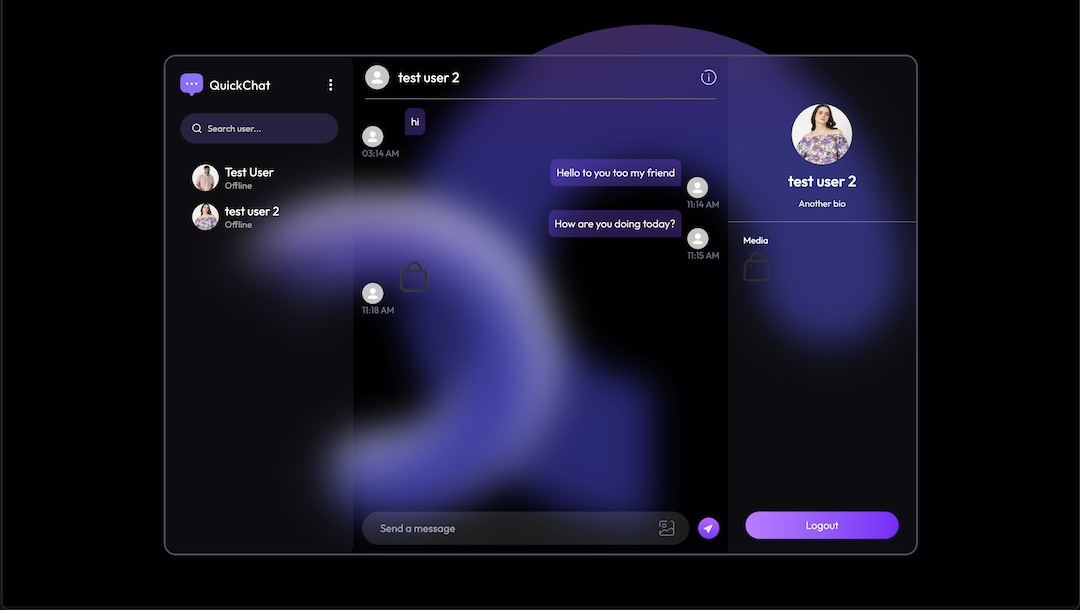 QuickChat
Search user...
Test User
Offline
test user 2
Offline
test user 2
hi
03:14 AM
Hello to you too my friend
11:14 AM
How are you doing today?
11:15 AM
11:18 AM
Send a message
test user 2
Another bio
Media
Logout